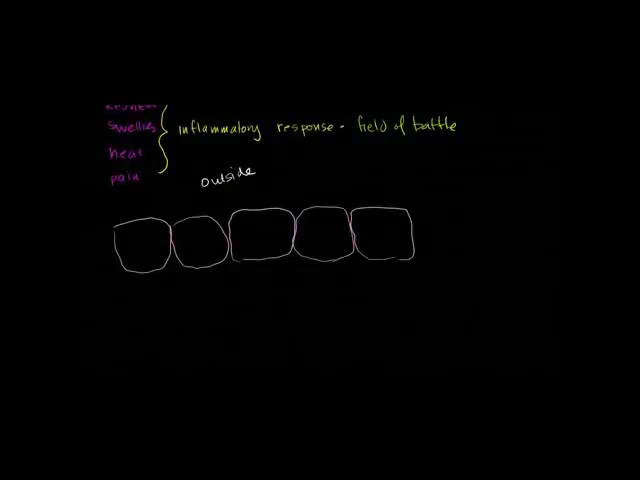 swelling inflammatory response - field of battle
heat
pain
outside